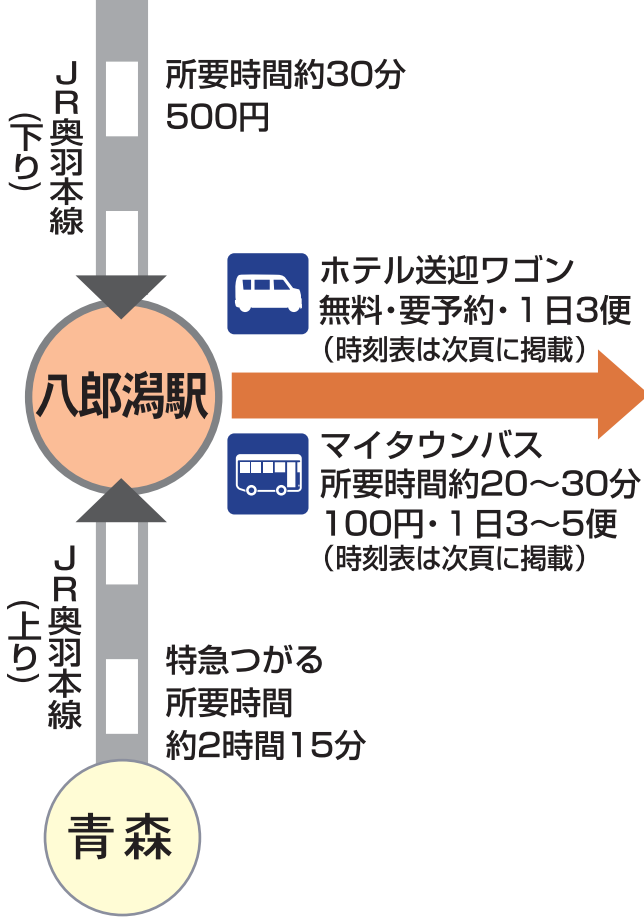 所要時間約30分
500円
JR奥羽本線
(下り)
ホテル送迎ワゴン
無料・要予約・1日3便
(時刻表は次頁に掲載)
八郎潟駅
マイタウンバス
所要時間約20〜30分
100円・1日3〜5便
(時刻表は次頁に掲載)
JR奥羽本線
(上り)
特急つがる
所要時間
約2時間15分
青森